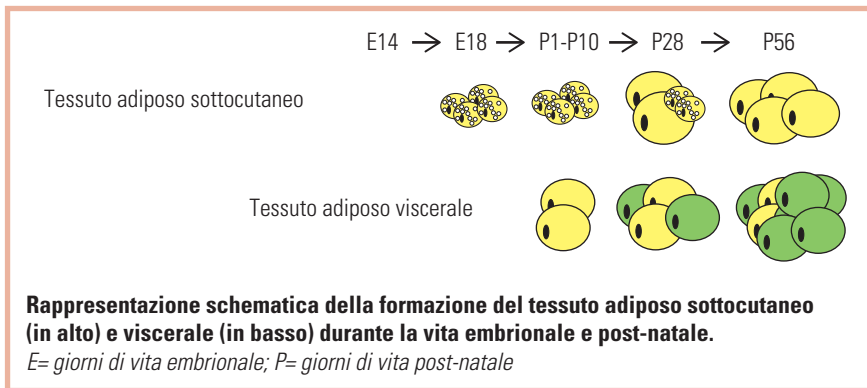 E14 → E18 → P1-P10 → P28 → P56
Tessuto adiposo sottocutaneo
Tessuto adiposo viscerale
Rappresentazione schematica della formazione del tessuto adiposo sottocutaneo
(in alto) e viscerale (in basso) durante la vita embrionale e post-natale.
E= giorni di vita embrionale; P= giorni di vita post-natale